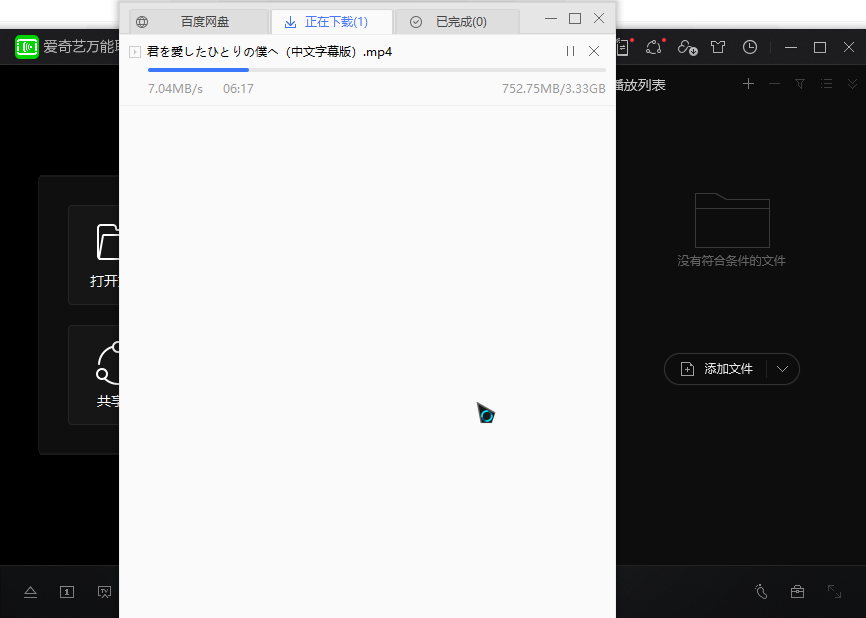 百度网盘
正在下载(1)
已完成(0)
爱奇艺万能
君を愛したひとりの僕へ（中文字幕版）.mp4
7.04MB/s 06:17 752.75MB/3.33GB
播放列表
没有符合条件的文件
打开
添加文件
共享
1
TV